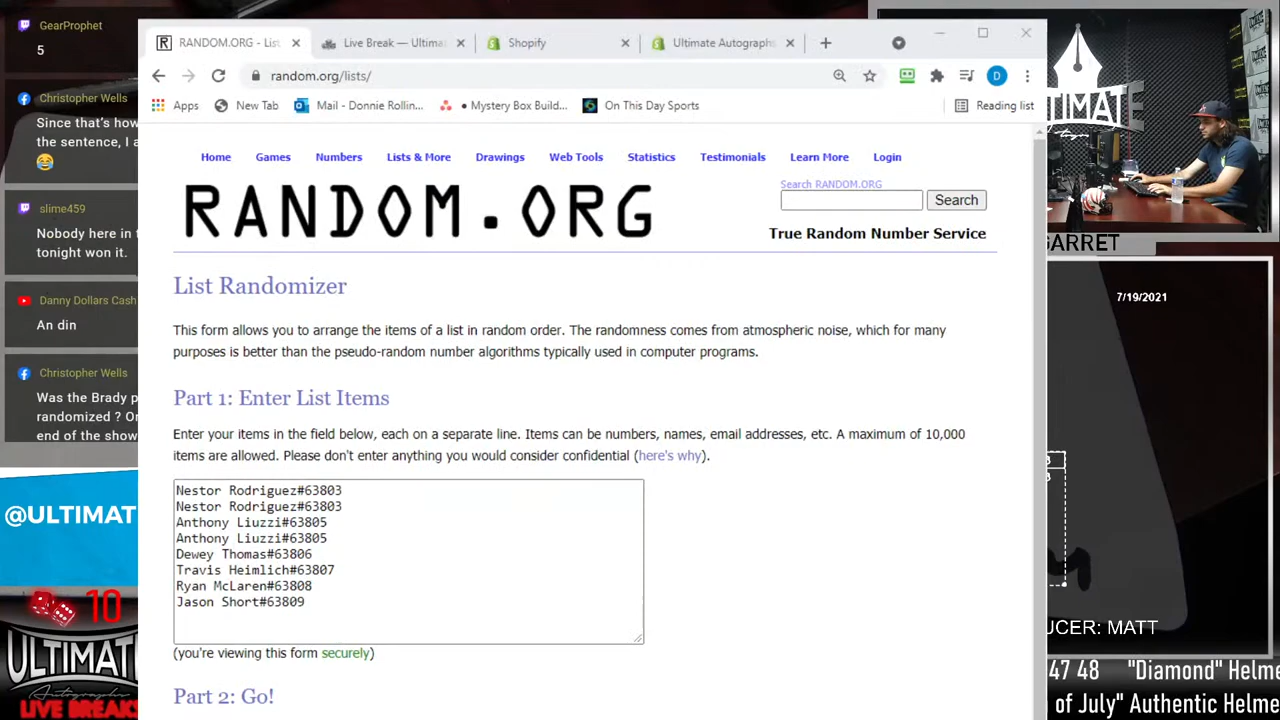 GearProphet
5
Christopher Wells
Since that's how
the sentence, I a
slime459
Nobody here in t
tonight won it.
Danny Dollars Cash
An din
Christopher Wells
Was the Brady p
randomized ? Or
end of the show
@ULTIMAT
10
ULTIMATE
Autographs
LIVE BREAKS
RANDOM.ORG - Lis
Live Break — Ultima
Shopify
Ultimate Autographs
random.org/lists/
D
Apps
New Tab
Mail - Donnie Rollin...
• Mystery Box Buil...
On This Day Sports
Reading list
Home
Games
Numbers
Lists & More
Drawings
Web Tools
Statistics
Testimonials
Learn More
Login
RANDOM.ORG
Search RANDOM.ORG
Search
True Random Number Service
List Randomizer
This form allows you to arrange the items of a list in random order. The randomness comes from atmospheric noise, which for many
purposes is better than the pseudo-random number algorithms typically used in computer programs.
Part 1: Enter List Items
Enter your items in the field below, each on a separate line. Items can be numbers, names, email addresses, etc. A maximum of 10,000
items are allowed. Please don't enter anything you would consider confidential (here's why).
Nestor Rodriguez#63803
Nestor Rodriguez#63803
Anthony Liuzzi#63805
Anthony Liuzzi#63805
Dewey Thomas#63806
Travis Heimlich#63807
Ryan McLaren#63808
Jason Short#63809
(you're viewing this form securely)
Part 2: Go!
ULTIMATE
GARRET
7/19/2021
UCER: MATT
47 48 "Diamond" Helme
of July" Authentic Helme